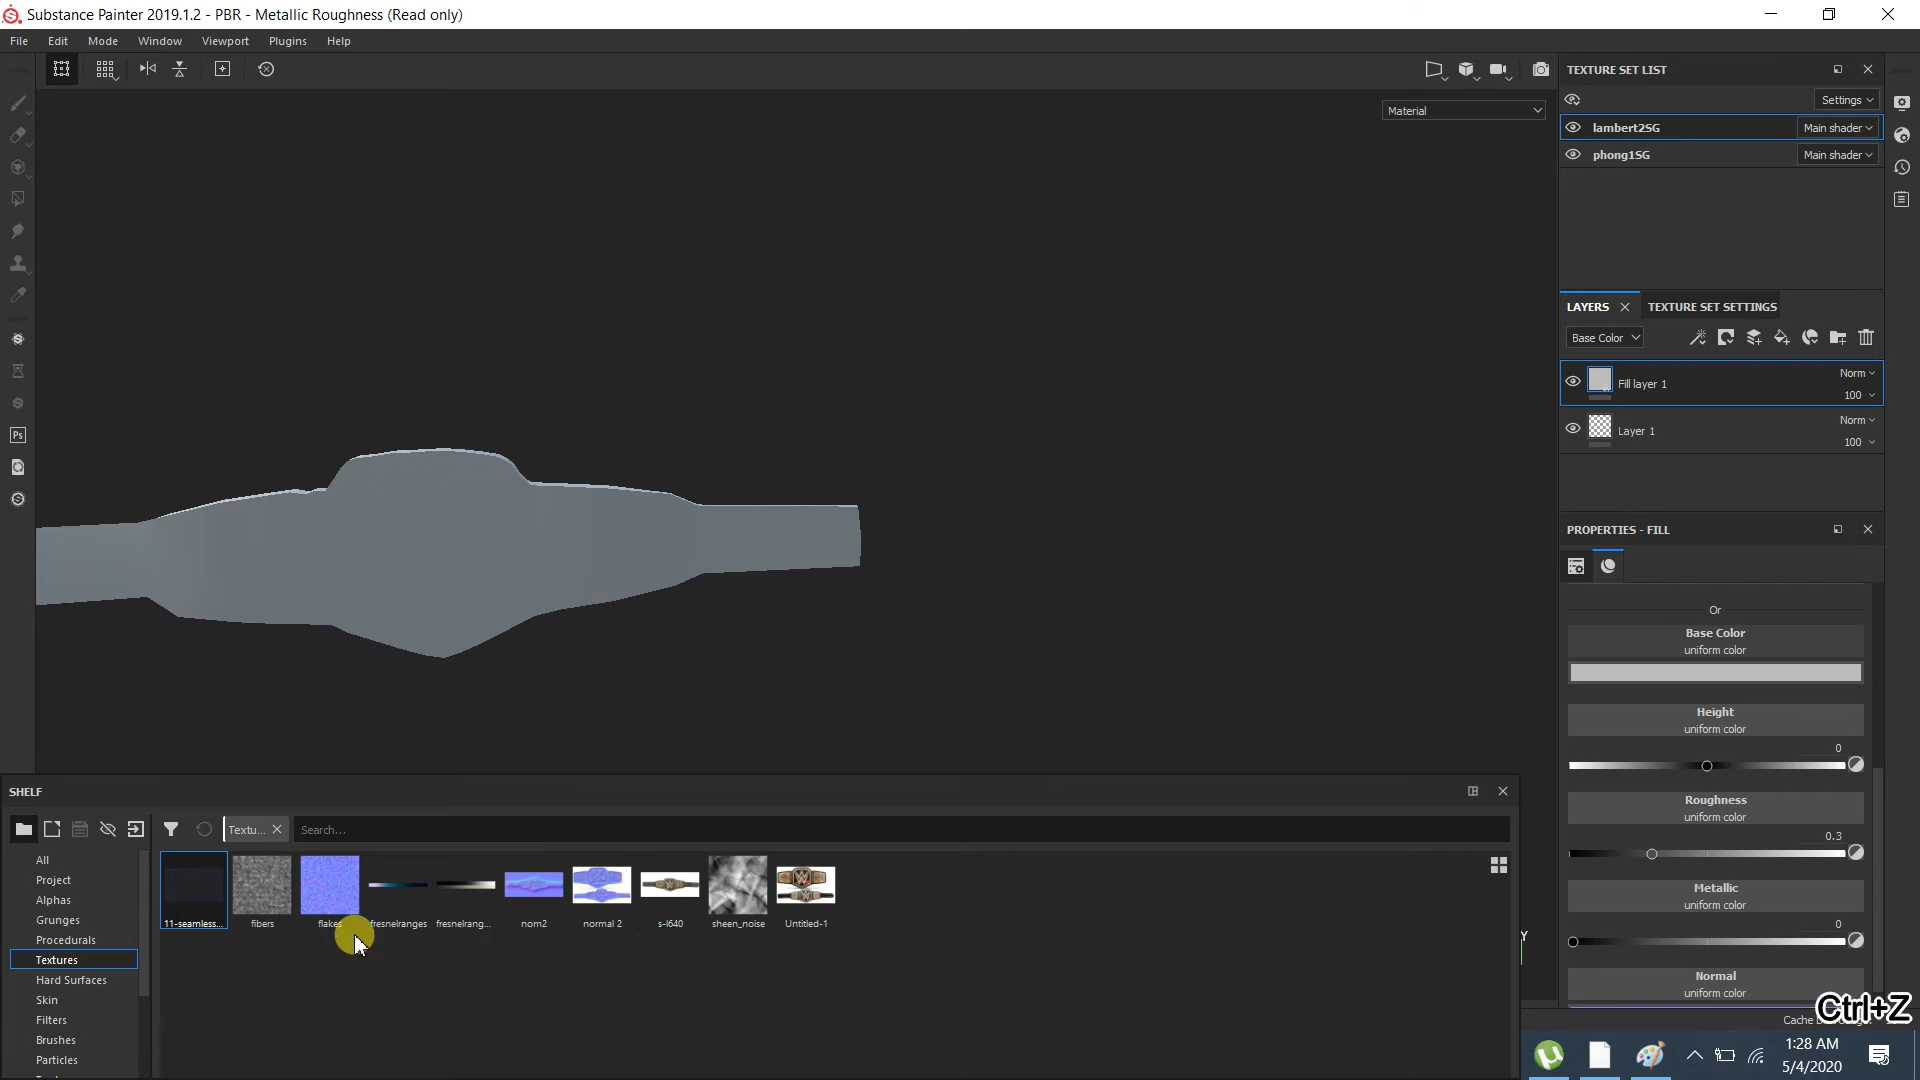 Substance Painter 2019.1.2 - PBR - Metallic Roughness (Read only)
File Edit Mode Window Viewport Plugins Help
Material
TEXTURE SET LIST
Settings
lambert2SG Main shader
phong1SG Main shader
LAYERS TEXTURE SET SETTINGS
Base Color
Fill layer 1 Norm 100
Layer 1 Norm 100
PROPERTIES - FILL
Or
Base Color
uniform color
Height
uniform color
0
Roughness
uniform color
0.3
Metallic
uniform color
0
Normal
uniform color
Ps
SHELF
Textu... Search...
All
Project
Alphas
Grunges
Procedurals
Textures
Hard Surfaces
Skin
Filters
Brushes
Particles
11-seamless... fibers flakes fresnelranges fresnelrang... nom2 normal 2 s-l640 sheen_noise Untitled-1
Y
Ctrl+Z
1:28 AM
5/4/2020